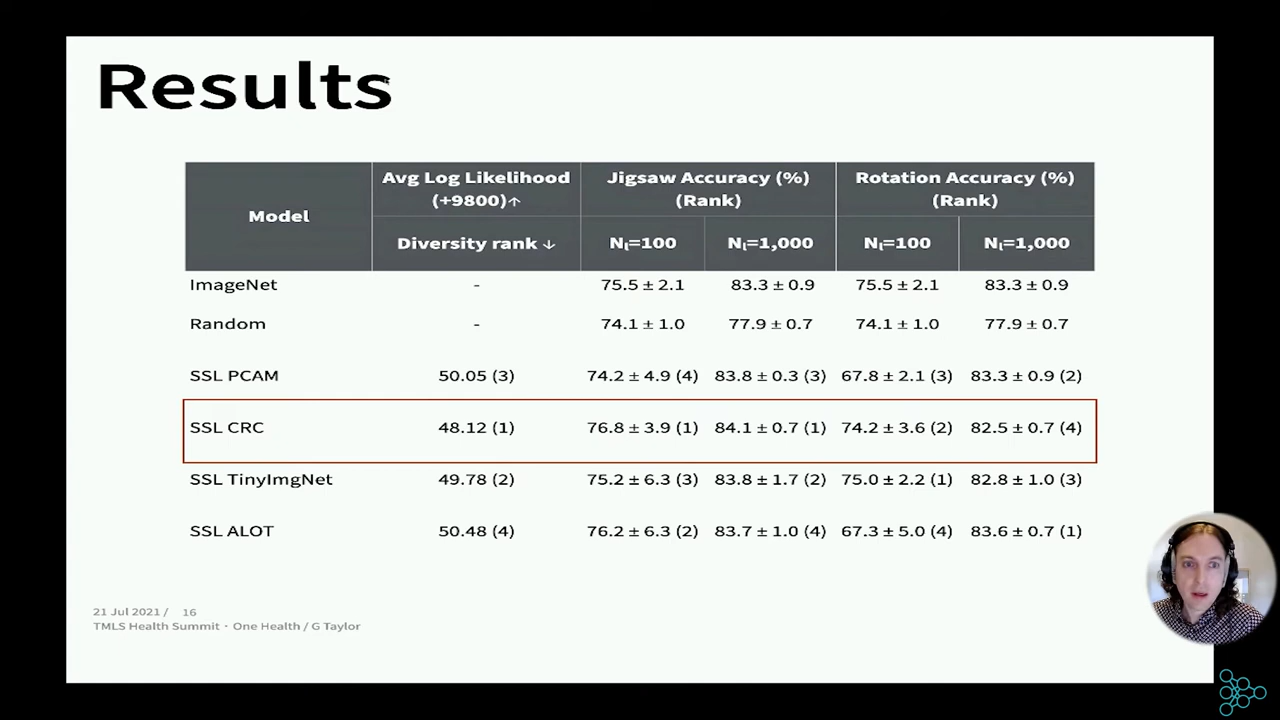 Results
Model
Avg Log Likelihood (+9800)↑
Diversity rank ↓
Jigsaw Accuracy (%) (Rank)
Rotation Accuracy (%) (Rank)
Nₗ=100 Nₗ=1,000 Nₗ=100 Nₗ=1,000
ImageNet - 75.5 ± 2.1 83.3 ± 0.9 75.5 ± 2.1 83.3 ± 0.9
Random - 74.1 ± 1.0 77.9 ± 0.7 74.1 ± 1.0 77.9 ± 0.7
SSL PCAM 50.05 (3) 74.2 ± 4.9 (4) 83.8 ± 0.3 (3) 67.8 ± 2.1 (3) 83.3 ± 0.9 (2)
SSL CRC 48.12 (1) 76.8 ± 3.9 (1) 84.1 ± 0.7 (1) 74.2 ± 3.6 (2) 82.5 ± 0.7 (4)
SSL TinyImgNet 49.78 (2) 75.2 ± 6.3 (3) 83.8 ± 1.7 (2) 75.0 ± 2.2 (1) 82.8 ± 1.0 (3)
SSL ALOT 50.48 (4) 76.2 ± 6.3 (2) 83.7 ± 1.0 (4) 67.3 ± 5.0 (4) 83.6 ± 0.7 (1)
21 Jul 2021 / 16
TMLS Health Summit · One Health / G Taylor